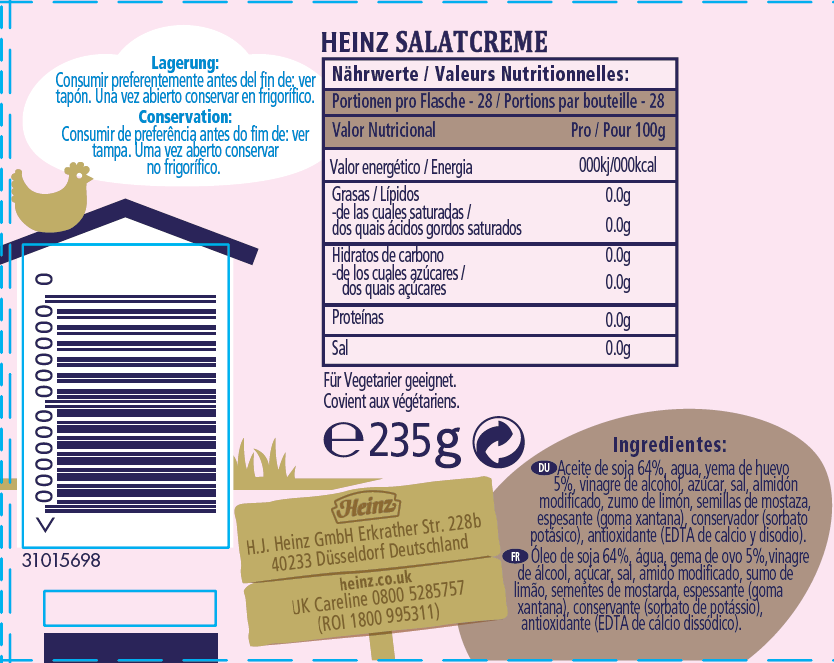 Lagerung:
Consumir preferentemente antes del fin de: ver
tapón. Una vez abierto conservar en frigorífico.
Conservation:
Consumir de preferência antes do fim de: ver
tampa. Uma vez aberto conservar
no frigorífico.
HEINZ SALATCREME
Nährwerte / Valeurs Nutritionnelles:
Portionen pro Flasche - 28 / Portions par bouteille - 28
Valor Nutricional Pro / Pour 100g
Valor energético / Energia 000kj/000kcal
Grasas / Lípidos 0.0g
-de las cuales saturadas /
dos quais ácidos gordos saturados 0.0g
Hidratos de carbono 0.0g
-de los cuales azúcares /
dos quais açúcares 0.0g
Proteínas 0.0g
Sal 0.0g
Für Vegetarier geeignet.
Covient aux végétariens.
℮ 235g
0000000 000000 0 >
31015698
Heinz
H.J. Heinz GmbH Erkrather Str. 228b
40233 Düsseldorf Deutschland
heinz.co.uk
UK Careline 0800 5285757
(ROI 1800 995311)
Ingredientes:
DU Aceite de soja 64%, agua, yema de huevo
5%, vinagre de alcohol, azúcar, sal, almidón
modificado, zumo de limón, semillas de mostaza,
espesante (goma xantana), conservador (sorbato
potásico), antioxidante (EDTA de calcio y disodio).
FR Óleo de soja 64%, água, gema de ovo 5%, vinagre
de álcool, açúcar, sal, amido modificado, sumo de
limão, sementes de mostarda, espessante (goma
xantana), conservante (sorbato de potássio),
antioxidante (EDTA de cálcio dissódico).